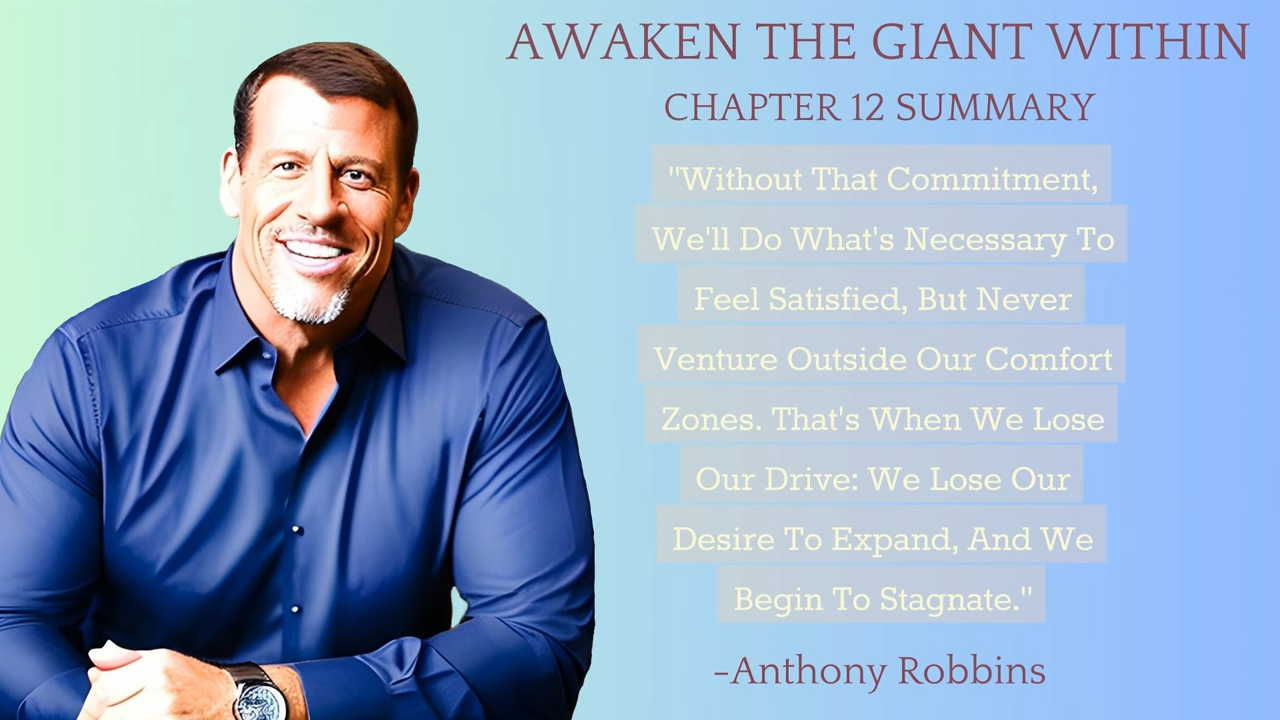 AWAKEN THE GIANT WITHIN
CHAPTER 12 SUMMARY
"Without That Commitment,
We'll Do What's Necessary To
Feel Satisfied, But Never
Venture Outside Our Comfort
Zones. That's When We Lose
Our Drive: We Lose Our
Desire To Expand, And We
Begin To Stagnate."
-Anthony Robbins